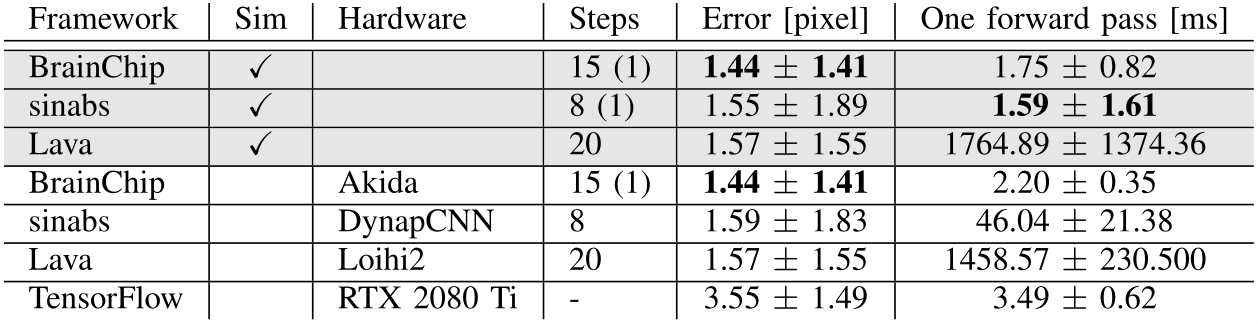 Framework Sim Hardware Steps Error [pixel] One forward pass [ms]
BrainChip ✓ 15 (1) 1.44 ± 1.41 1.75 ± 0.82
sinabs ✓ 8 (1) 1.55 ± 1.89 1.59 ± 1.61
Lava ✓ 20 1.57 ± 1.55 1764.89 ± 1374.36
BrainChip Akida 15 (1) 1.44 ± 1.41 2.20 ± 0.35
sinabs DynapCNN 8 1.59 ± 1.83 46.04 ± 21.38
Lava Loihi2 20 1.57 ± 1.55 1458.57 ± 230.500
TensorFlow RTX 2080 Ti - 3.55 ± 1.49 3.49 ± 0.62